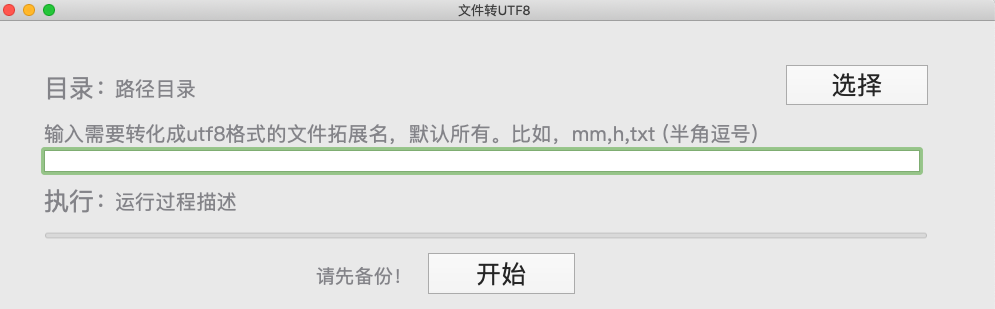 文件转UTF8
目录：路径目录
选择
输入需要转化成utf8格式的文件拓展名，默认所有。比如，mm,h,txt (半角逗号)
执行：运行过程描述
请先备份！
开始